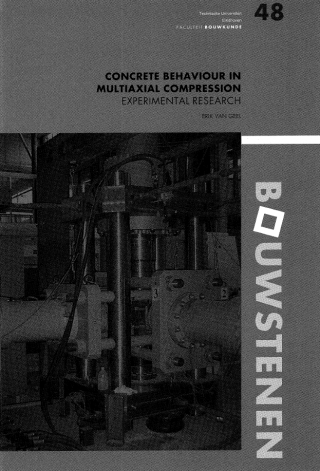 Technische Universiteit
Eindhoven
FACULTEIT BOUWKUNDE
48
CONCRETE BEHAVIOUR IN
MULTIAXIAL COMPRESSION
EXPERIMENTAL RESEARCH
ERIK VAN GEEL
BOUWSTENEN